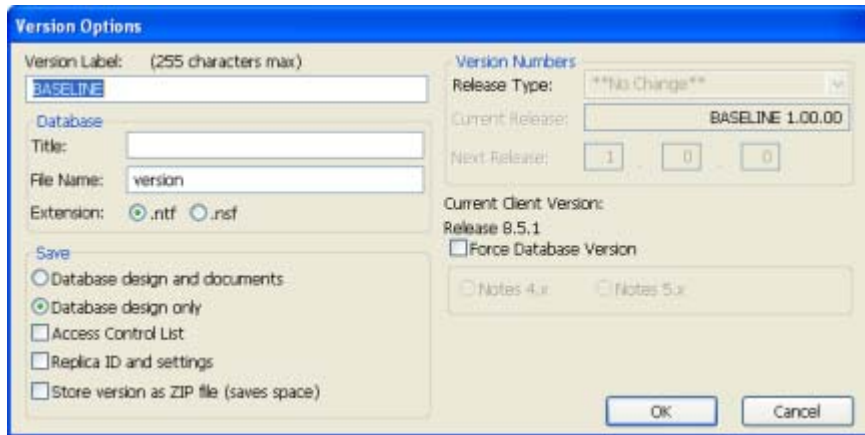 Version Options
Version Label: (255 characters max)
BASELINE
Database
Title:
File Name: version
Extension: .ntf .nsf
Save
Database design and documents
Database design only
Access Control List
Replica ID and settings
Store version as ZIP file (saves space)
Version Numbers
Release Type: **No Change**
Current Release: BASELINE 1.00.00
Next Release: 1 . 0 . 0
Current Client Version:
Release 8.5.1
Force Database Version
Notes 4.x Notes 5.x
OK Cancel